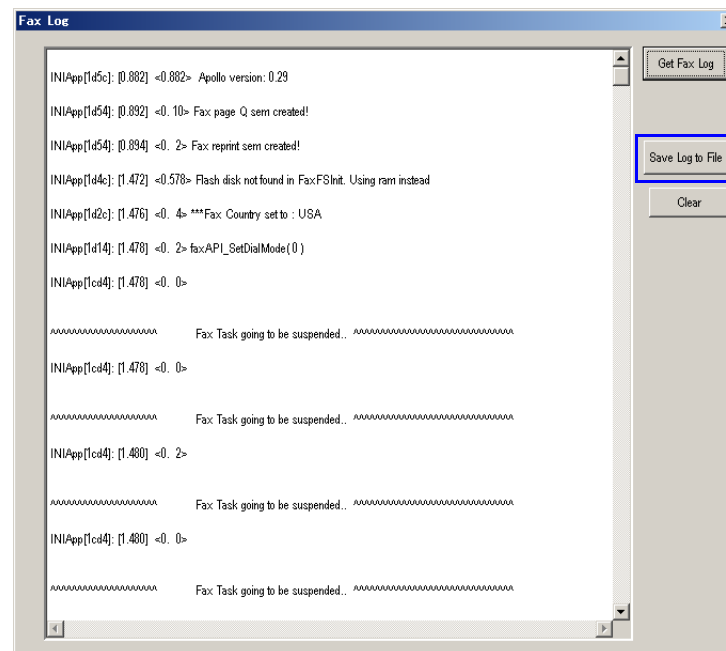 Fax Log
INIApp[1d5c]: [0.882] <0.882> Apollo version: 0.29
INIApp[1d54]: [0.892] <0. 10> Fax page Q sem created!
INIApp[1d54]: [0.894] <0. 2> Fax reprint sem created!
INIApp[1d4c]: [1.472] <0.578> Flash disk not found in FaxFSInit. Using ram instead
INIApp[1d2c]: [1.476] <0. 4> ***Fax Country set to : USA
INIApp[1d14]: [1.478] <0. 2> faxAPI_SetDialMode( 0 )
INIApp[1cd4]: [1.478] <0. 0>
^^^^^^^^^^^^^^^^^^^^ Fax Task going to be suspended.. ^^^^^^^^^^^^^^^^^^^^^^^^^^^^^^
INIApp[1cd4]: [1.478] <0. 0>
^^^^^^^^^^^^^^^^^^^^ Fax Task going to be suspended.. ^^^^^^^^^^^^^^^^^^^^^^^^^^^^^^
INIApp[1cd4]: [1.480] <0. 2>
^^^^^^^^^^^^^^^^^^^^ Fax Task going to be suspended.. ^^^^^^^^^^^^^^^^^^^^^^^^^^^^^^
INIApp[1cd4]: [1.480] <0. 0>
^^^^^^^^^^^^^^^^^^^^ Fax Task going to be suspended.. ^^^^^^^^^^^^^^^^^^^^^^^^^^^^^^
Get Fax Log
Save Log to File
Clear